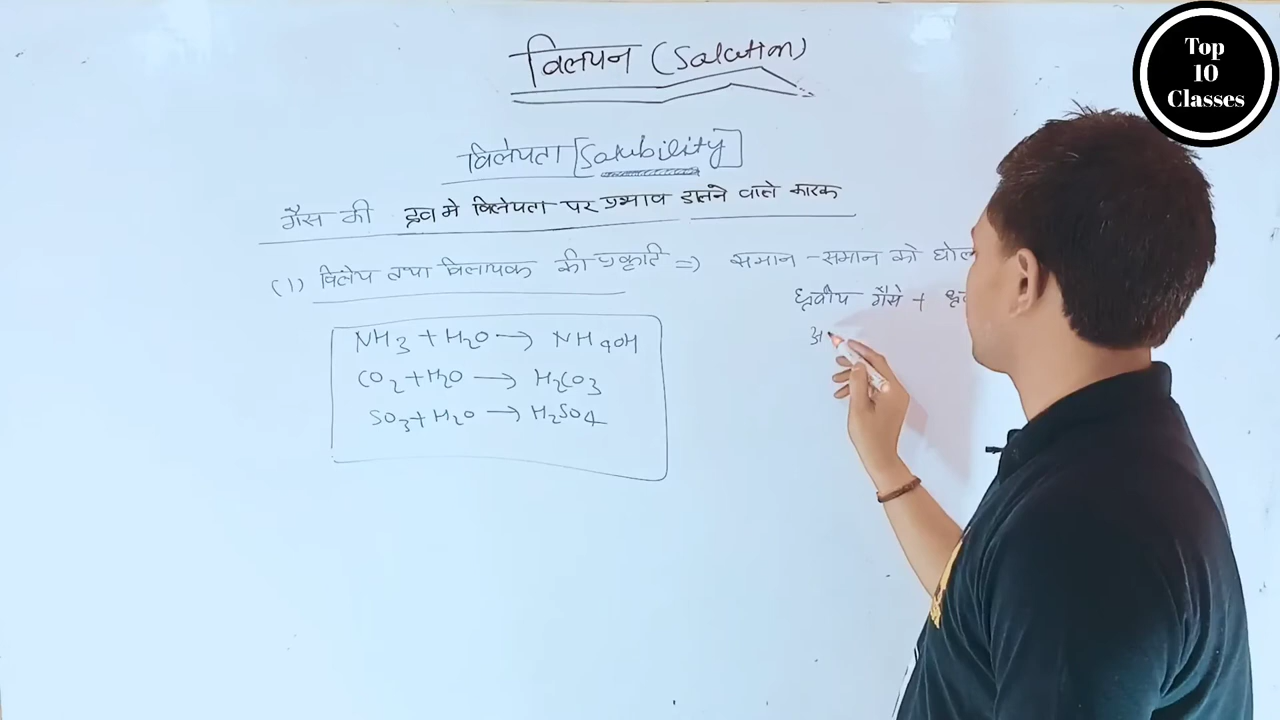 विलयन (Solution)
Top
10
Classes
विलेयता [Solubility]
गैस की द्रव मे विलेयता पर प्रभाव डालने वाले कारक
(1) विलेय तथा विलायक की प्रकृति => समान - समान को घोल
ध्रुवीय गैसे +
NH3 + H2O → NH4OH
अ
CO2 + H2O → H2CO3
SO3 + H2O → H2SO4